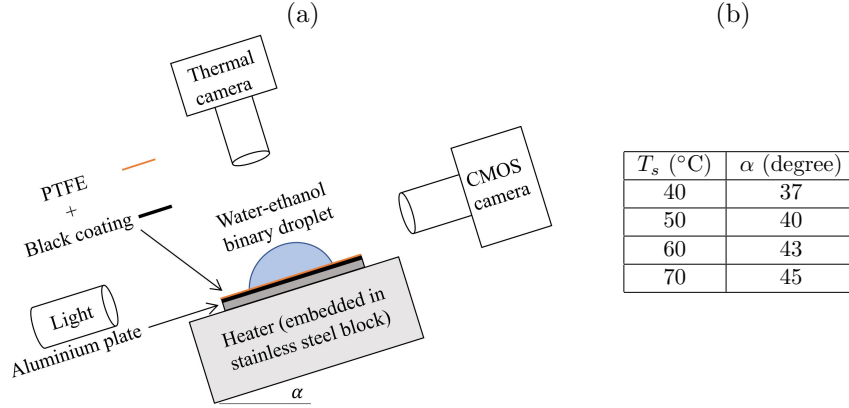 (a)
(b)
Thermal
camera
PTFE
+
Black coating
Water-ethanol
binary droplet
CMOS
camera
Light
Aluminium plate
Heater (embedded in
stainless steel block)
α
T_s (°C) α (degree)
40 37
50 40
60 43
70 45